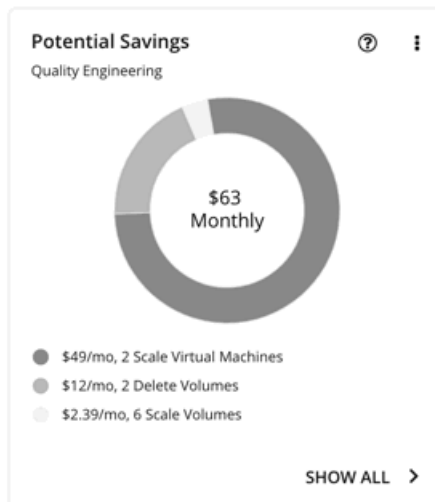 Potential Savings
Quality Engineering
$63
Monthly
$49/mo, 2 Scale Virtual Machines
$12/mo, 2 Delete Volumes
$2.39/mo, 6 Scale Volumes
SHOW ALL